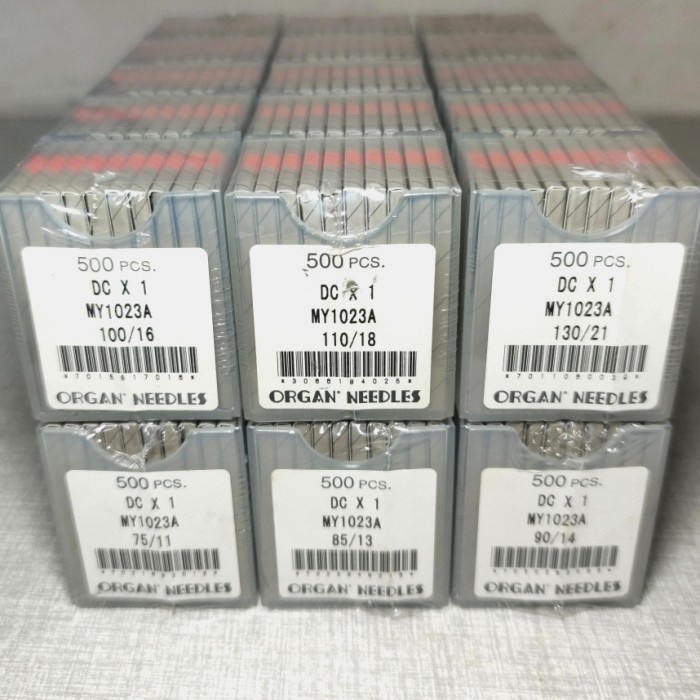 500 PCS.
DC X 1
MY1023A
100/16
ORGAN® NEEDLES
500 PCS.
DC X 1
MY1023A
110/18
ORGAN® NEEDLES
500 PCS.
DC X 1
MY1023A
130/21
ORGAN® NEEDLES
500 PCS.
DC X 1
MY1023A
75/11
ORGAN® NEEDLES
500 PCS.
DC X 1
MY1023A
85/13
ORGAN® NEEDLES
500 PCS.
DC X 1
MY1023A
90/14
ORGAN® NEEDLES